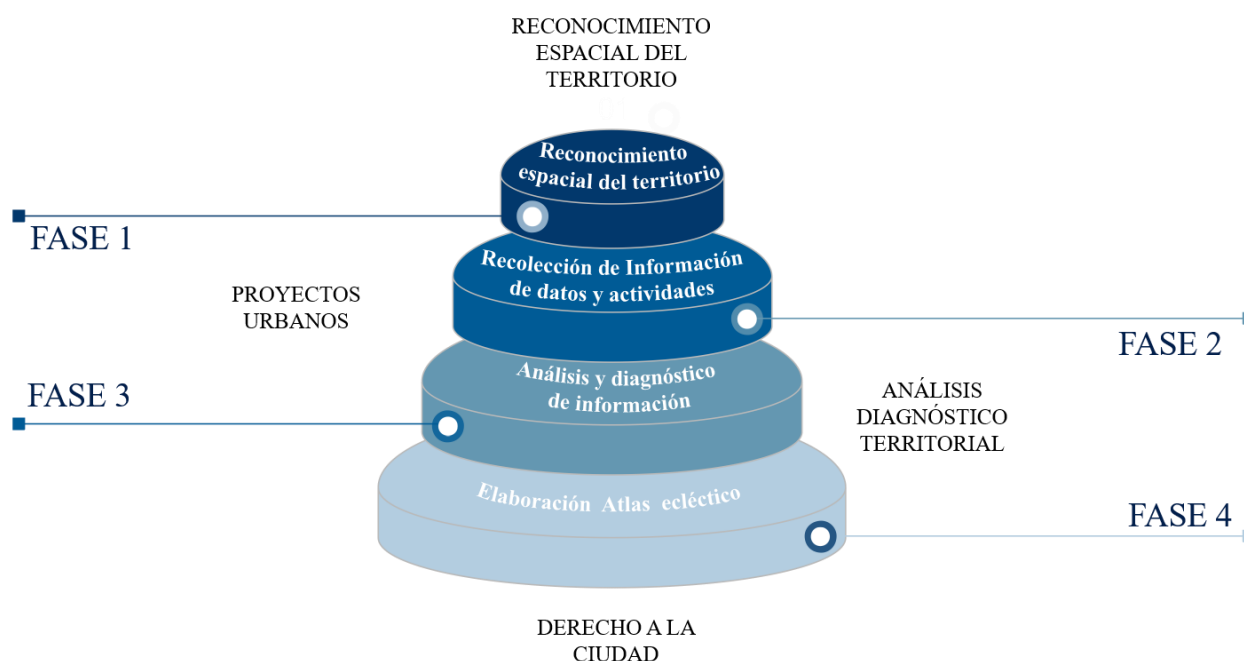 RECONOCIMIENTO
ESPACIAL DEL
TERRITORIO
Reconocimiento
espacial del territorio
FASE 1
Recolección de Información
de datos y actividades
PROYECTOS
URBANOS
FASE 2
Análisis y diagnóstico
de información
FASE 3
ANÁLISIS
DIAGNÓSTICO
TERRITORIAL
Elaboración Atlas ecléctico
FASE 4
DERECHO A LA
CIUDAD